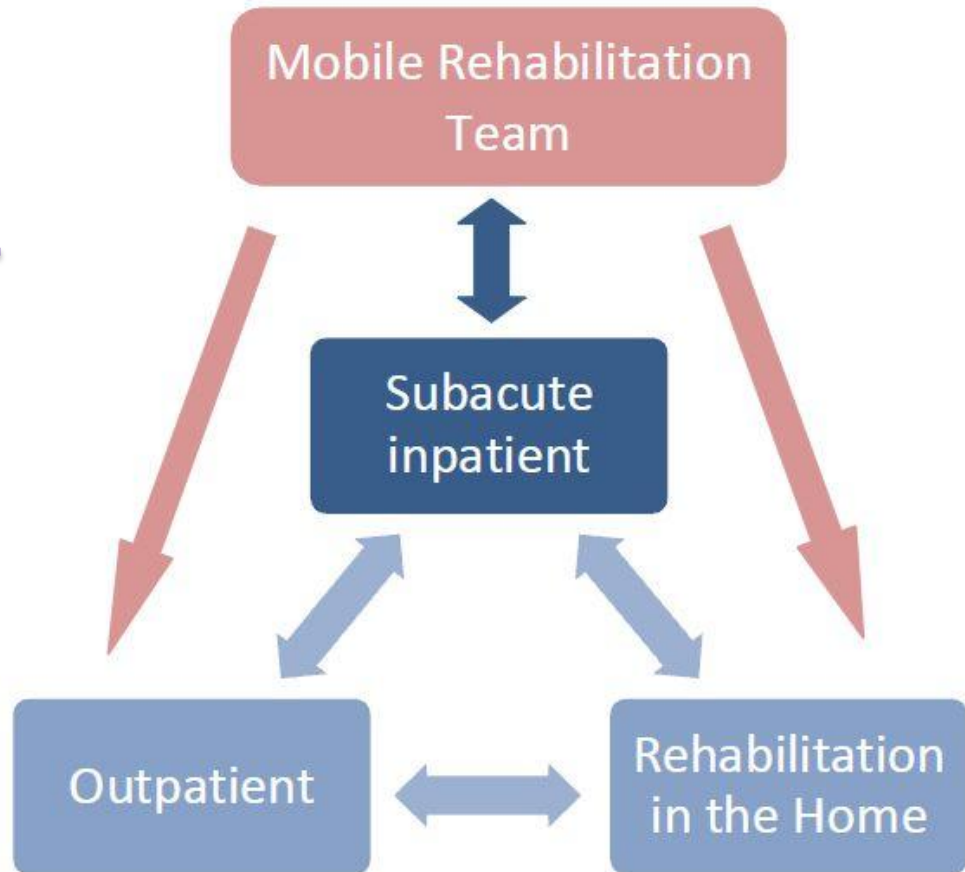 Mobile Rehabilitation
Team
Subacute
inpatient
Outpatient
Rehabilitation
in the Home